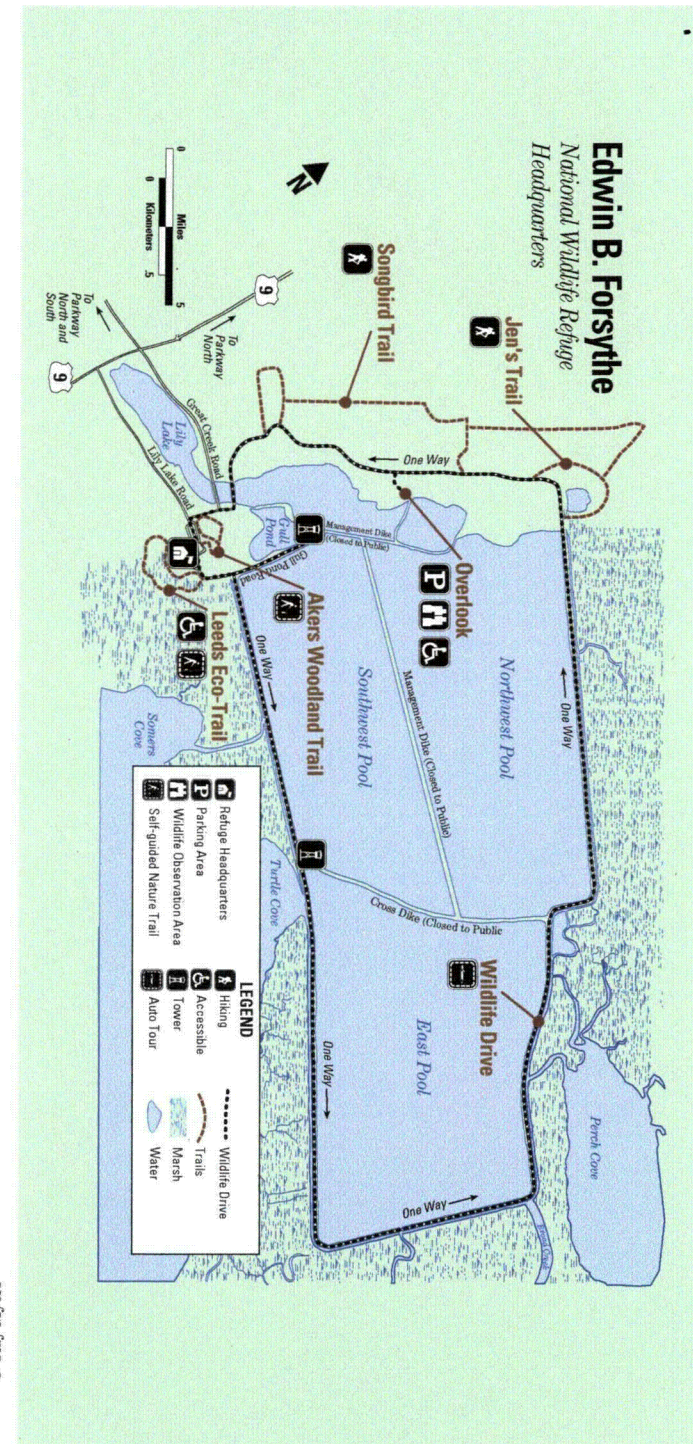 Edwin B. Forsythe
National Wildlife Refuge
Headquarters
Jen's Trail
Songbird Trail
N
0 Miles .5
0 Kilometers .5
9
To
Parkway
North
To
Parkway
North and
South
9
Great Creek Road
Lily
Lake
Lily Lake Road
One Way
One Way
Gull
Pond
Management Dike
(Closed to Public)
Gull Pond Road
Overlook
P
Northwest Pool
Management Dike (Closed to Public)
Southwest Pool
Akers Woodland Trail
Leeds Eco-Trail
One Way
Somers
Cove
Turtle Cove
Cross Dike (Closed to Public
Wildlife Drive
East Pool
Perch Cove
One Way
One Way
LEGEND
Refuge Headquarters
P Parking Area
Wildlife Observation Area
Self-guided Nature Trail
Hiking
Accessible
Tower
Auto Tour
Wildlife Drive
Trails
Marsh
Water